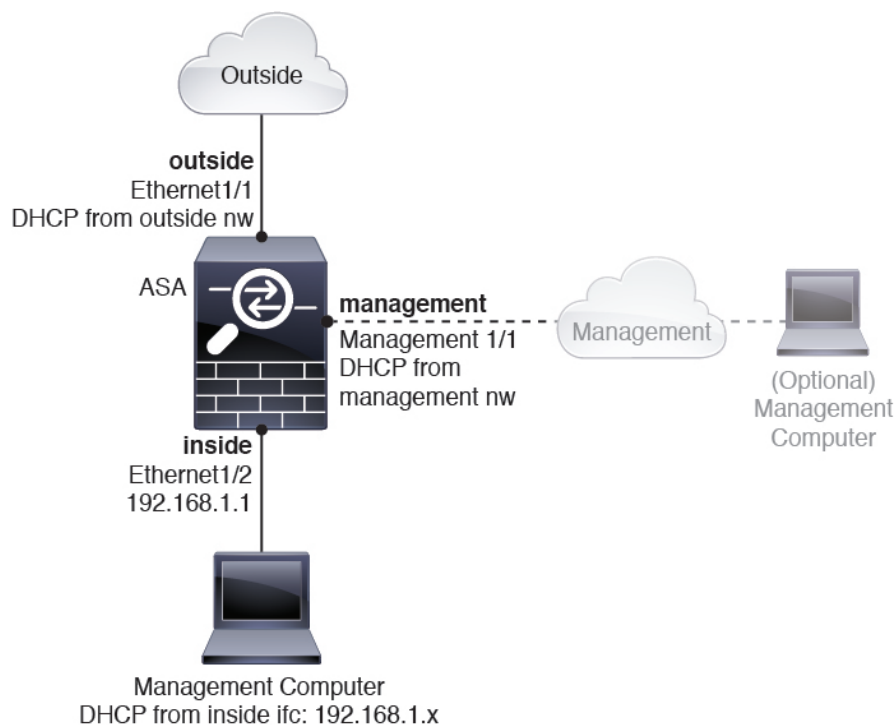 Outside
outside
Ethernet1/1
DHCP from outside nw
ASA
management
Management 1/1
DHCP from
management nw
Management
(Optional)
Management
Computer
inside
Ethernet1/2
192.168.1.1
Management Computer
DHCP from inside ifc: 192.168.1.x